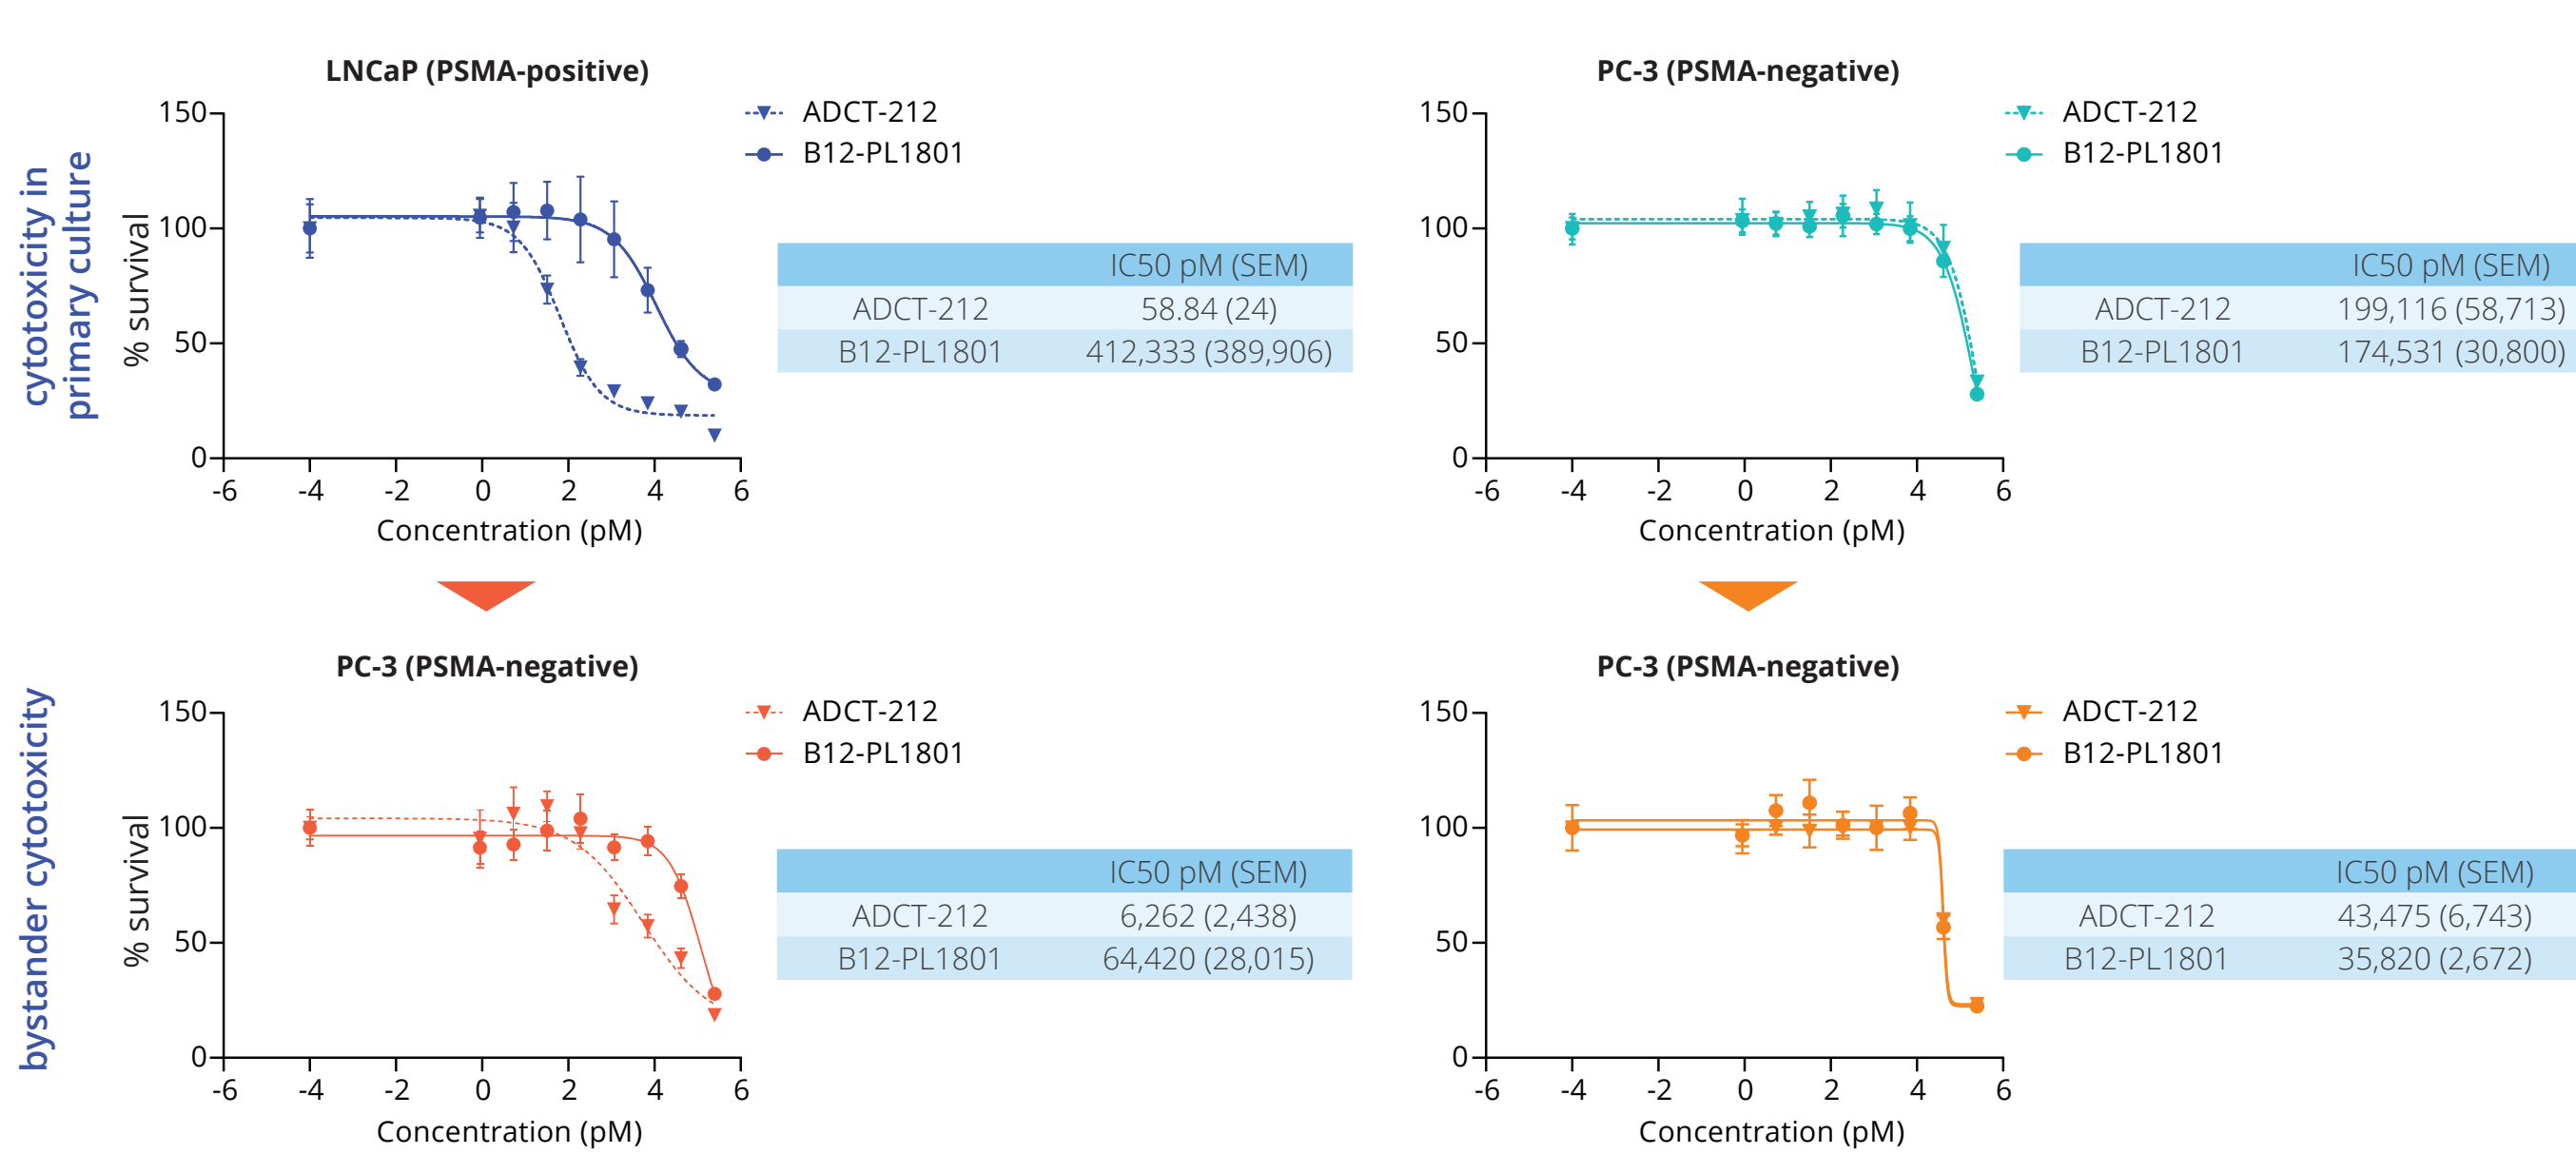 LNCaP (PSMA-positive)
cytotoxicity in
primary culture
% survival
150
100
50
0
-6 -4 -2 0 2 4 6
Concentration (pM)
ADCT-212
B12-PL1801
IC50 pM (SEM)
ADCT-212 58.84 (24)
B12-PL1801 412,333 (389,906)
PC-3 (PSMA-negative)
150
100
50
0
-6 -4 -2 0 2 4 6
Concentration (pM)
ADCT-212
B12-PL1801
IC50 pM (SEM)
ADCT-212 199,116 (58,713)
B12-PL1801 174,531 (30,800)
PC-3 (PSMA-negative)
bystander cytotoxicity
% survival
150
100
50
0
-6 -4 -2 0 2 4 6
Concentration (pM)
ADCT-212
B12-PL1801
IC50 pM (SEM)
ADCT-212 6,262 (2,438)
B12-PL1801 64,420 (28,015)
PC-3 (PSMA-negative)
150
100
50
0
-6 -4 -2 0 2 4 6
Concentration (pM)
ADCT-212
B12-PL1801
IC50 pM (SEM)
ADCT-212 43,475 (6,743)
B12-PL1801 35,820 (2,672)